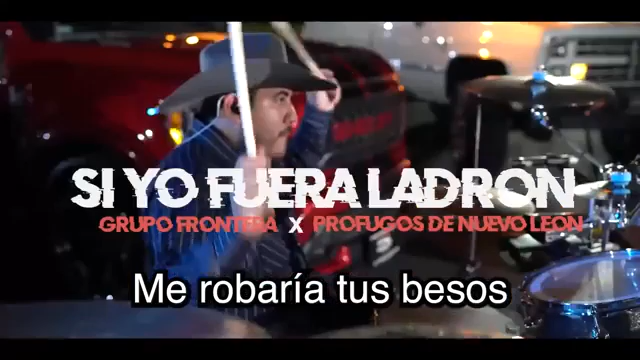 SI YO FUERA LADRON
GRUPO FRONTERA X PROFUGOS DE NUEVO LEON
Me robaría tus besos